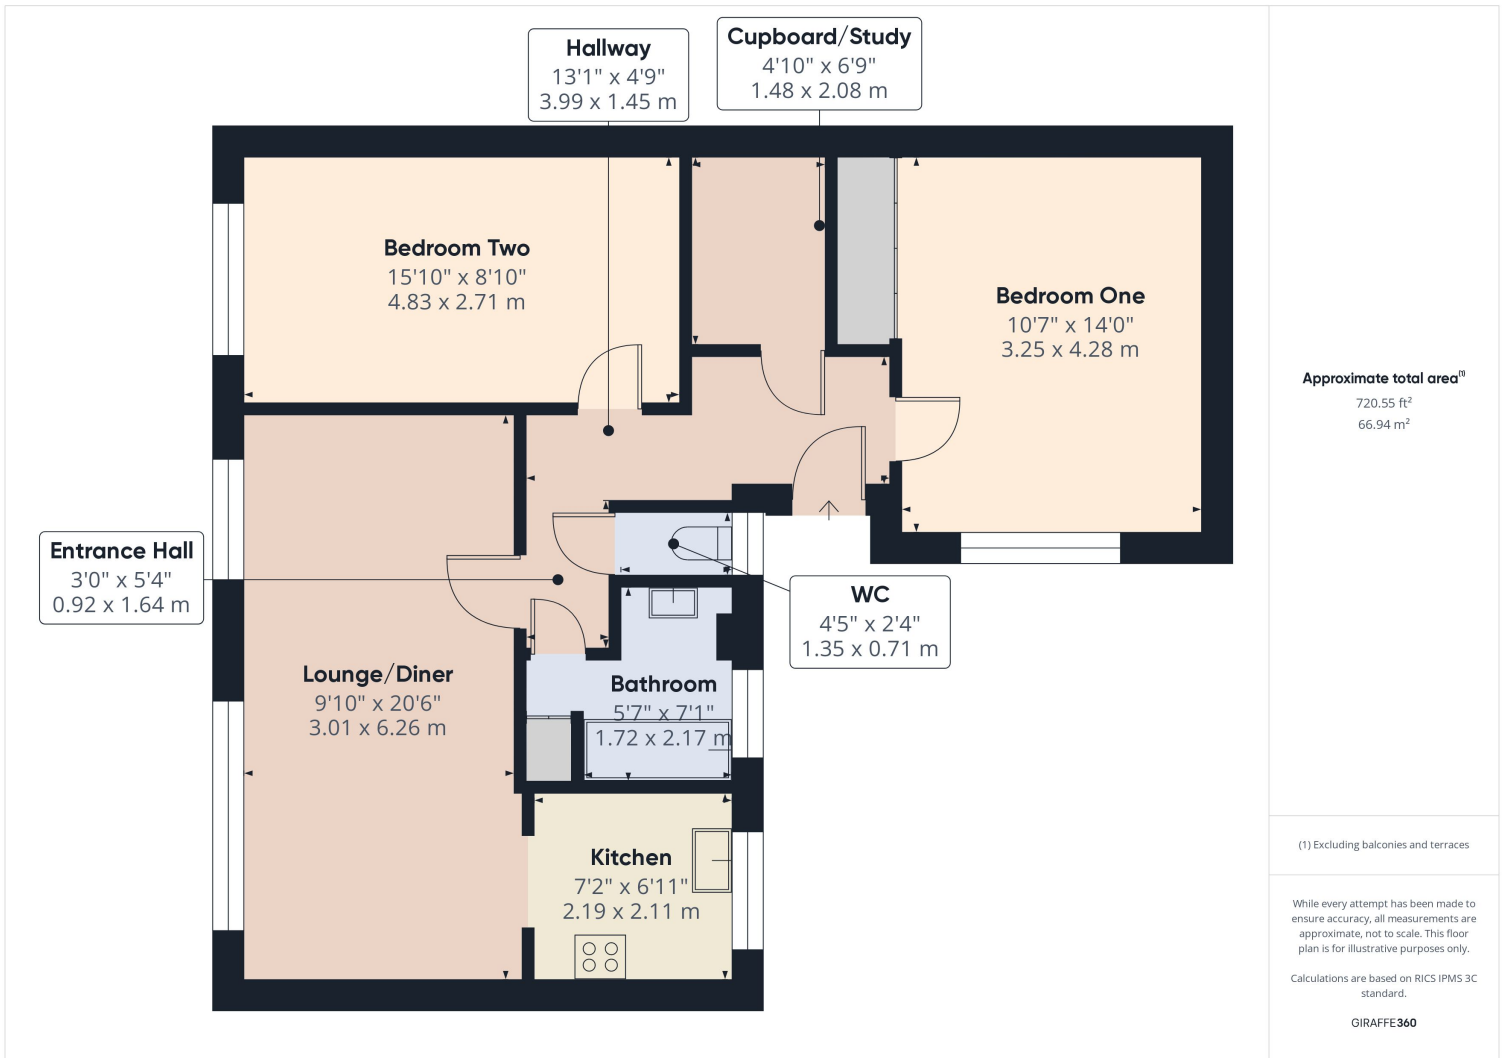 Hallway
13'1" x 4'9"
3.99 x 1.45 m
Cupboard/Study
4'10" x 6'9"
1.48 x 2.08 m
Bedroom Two
15'10" x 8'10"
4.83 x 2.71 m
Bedroom One
10'7" x 14'0"
3.25 x 4.28 m
Entrance Hall
3'0" x 5'4"
0.92 x 1.64 m
WC
4'5" x 2'4"
1.35 x 0.71 m
Lounge/Diner
9'10" x 20'6"
3.01 x 6.26 m
Bathroom
5'7" x 7'1"
1.72 x 2.17 m
Kitchen
7'2" x 6'11"
2.19 x 2.11 m
Approximate total area(1)
720.55 ft²
66.94 m²
(1) Excluding balconies and terraces
While every attempt has been made to
ensure accuracy, all measurements are
approximate, not to scale. This floor
plan is for illustrative purposes only.
Calculations are based on RICS IPMS 3C
standard.
GIRAFFE360